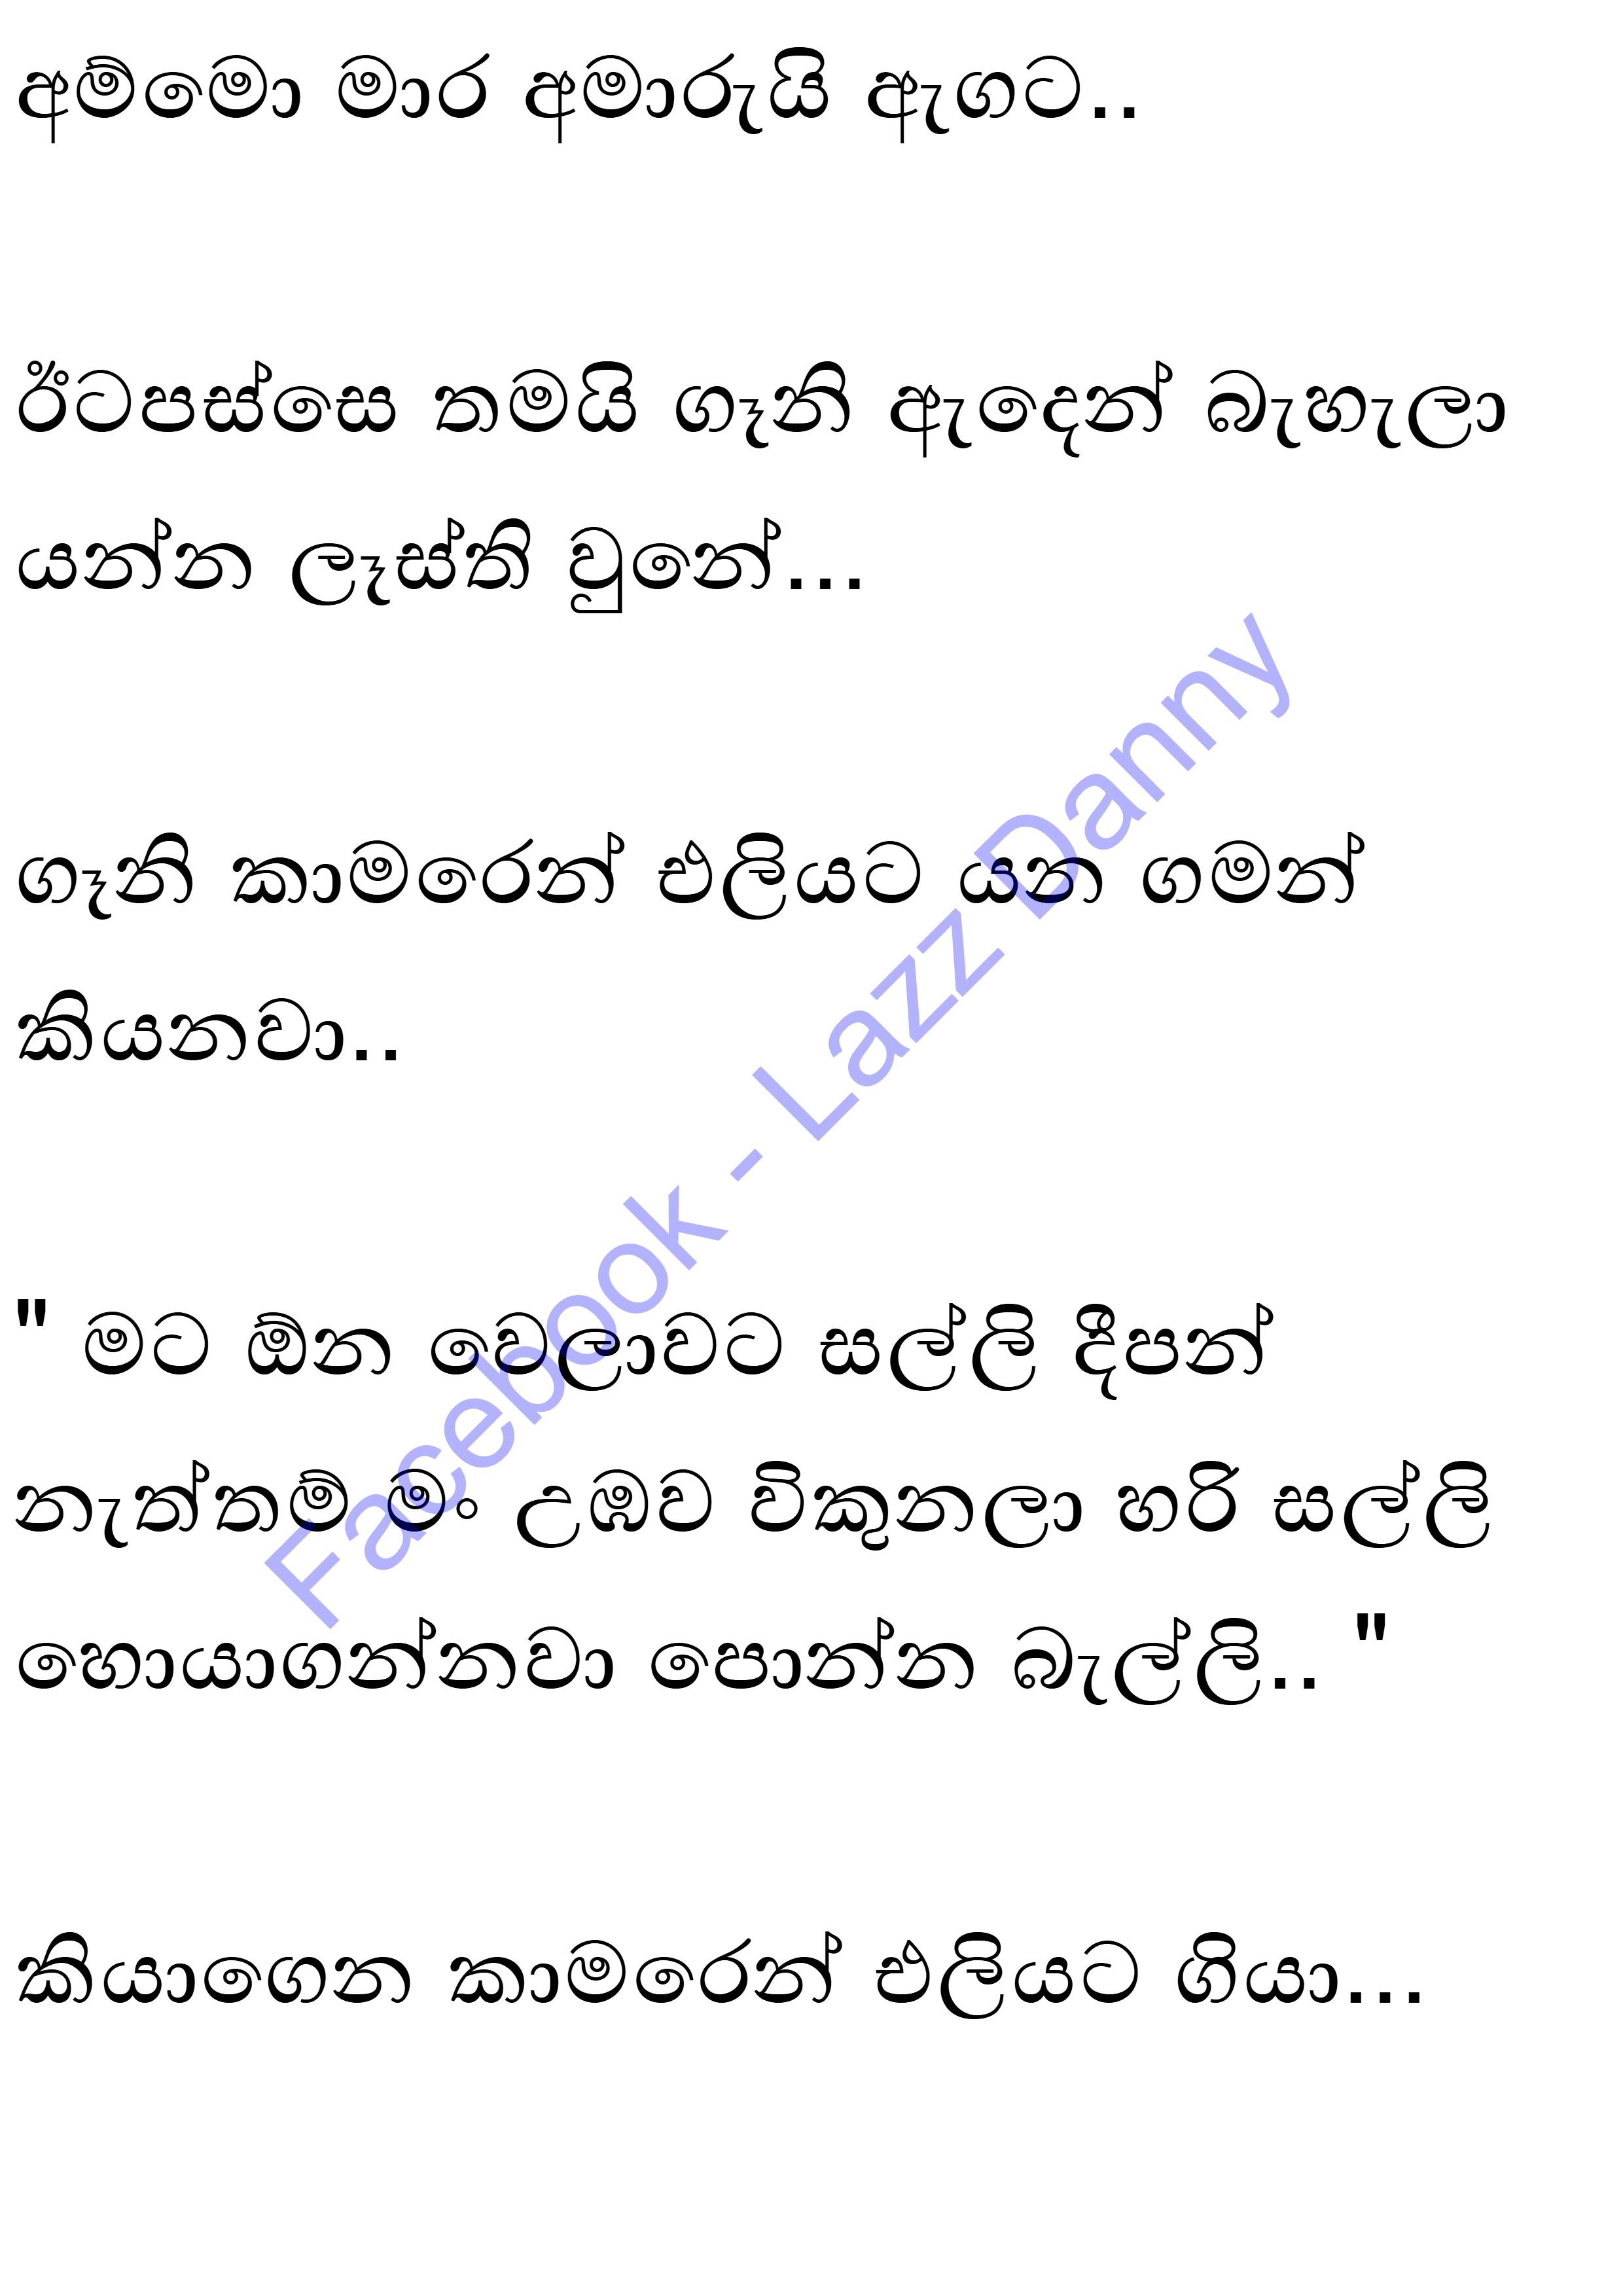 අම්මො මාර අමාරුයි ඇගට..
ඊටපස්සෙ තමයි ගෑනි ඇදෙන් බැහැලා
යන්න ලෑස්ති වුනේ...
ගෑනි කාමරෙන් එලියට යන ගමන්
කියනවා..
" මට ඕන වෙලාවට සල්ලි දීපන්
නැත්තම් මං උඹව විකුනලා හරි සල්ලි
හොයාගන්නවා පොන්න බැල්ලි.. "
කියාගෙන කාමරෙන් එලියට ගියා...
Facebook - Lazz Danny